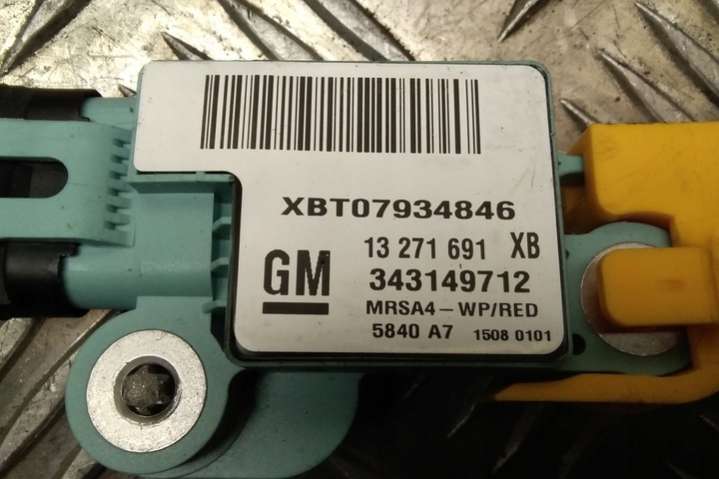 XBT07934846
13 271 691 XB
GM
343149712
MRSA4-WP/RED
5840 A7 1508 0101